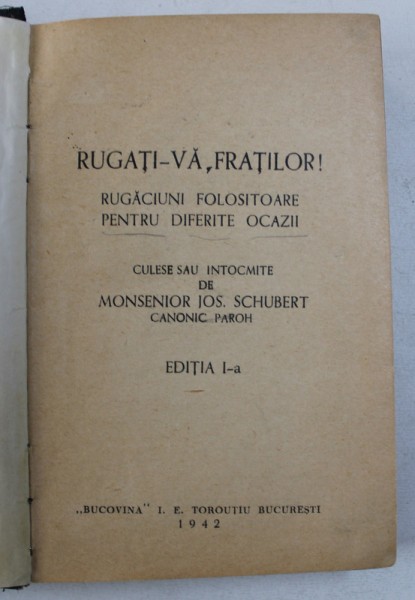 RUGAȚI-VĂ, FRAȚILOR!
RUGĂCIUNI FOLOSITOARE
PENTRU DIFERITE OCAZII
CULESE SAU INTOCMITE
DE
MONSENIOR JOS. SCHUBERT
CANONIC PAROH
EDIȚIA I-a
„BUCOVINA" I. E. TOROUTIU BUCUREȘTI
1942